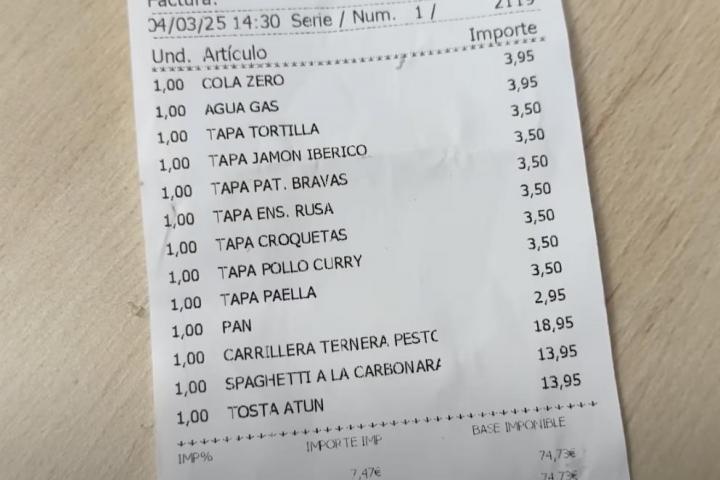 Factura:
04/03/25 14:30 Serie / Num. 1 / 2119
Und. Artículo Importe
1,00 COLA ZERO 3,95
1,00 AGUA GAS 3,95
1,00 TAPA TORTILLA 3,50
1,00 TAPA JAMON IBERICO 3,50
1,00 TAPA PAT. BRAVAS 3,50
1,00 TAPA ENS. RUSA 3,50
1,00 TAPA CROQUETAS 3,50
1,00 TAPA POLLO CURRY 3,50
1,00 TAPA PAELLA 3,50
1,00 PAN 2,95
1,00 CARRILLERA TERNERA PESTO 18,95
1,00 SPAGHETTI A LA CARBONARA 13,95
1,00 TOSTA ATUN 13,95
IMP% IMPORTE IMP BASE IMPONIBLE
74,73€
7,47€ 74,73€